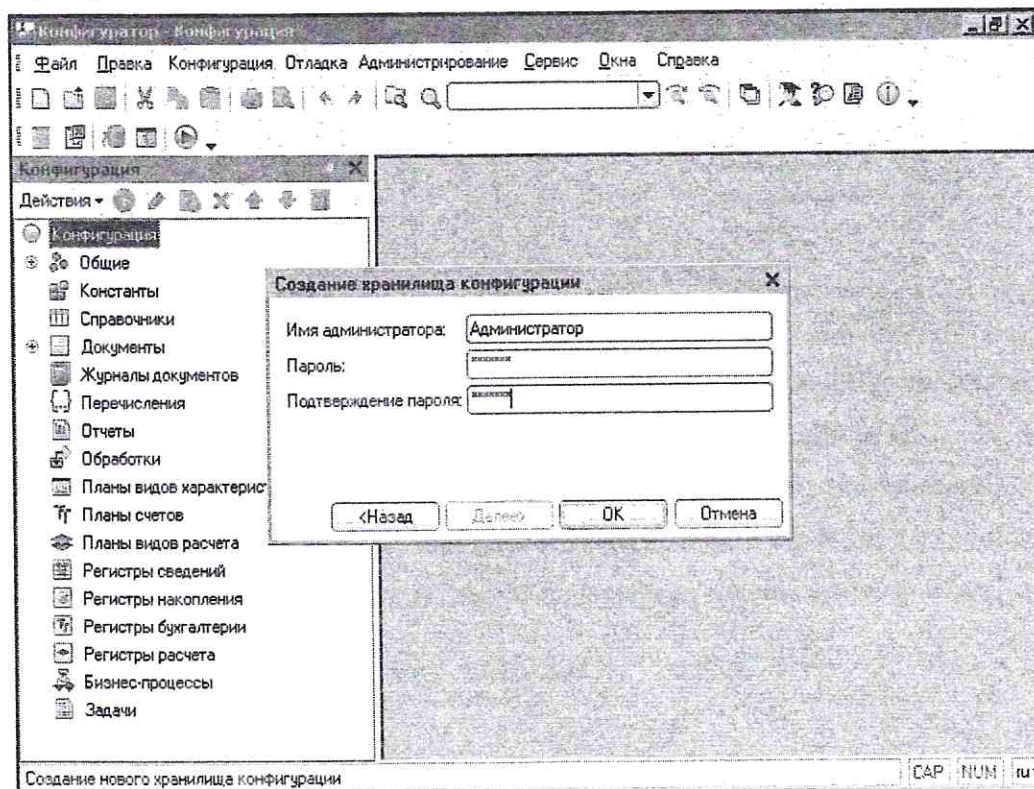 Конфигуратор - Конфигурация
Файл Правка Конфигурация Отладка Администрирование Сервис Окна Справка
Конфигурация
Действия
Конфигурация
Общие
Константы
Справочники
Документы
Журналы документов
Перечисления
Отчеты
Обработки
Планы видов характерис
Планы счетов
Планы видов расчета
Регистры сведений
Регистры накопления
Регистры бухгалтерии
Регистры расчета
Бизнес-процессы
Задачи
Создание хранилища конфигурации
Имя администратора: Администратор
Пароль: *******
Подтверждение пароля: *******
<Назад Далее> ОК Отмена
Создание нового хранилища конфигурации CAP NUM ru